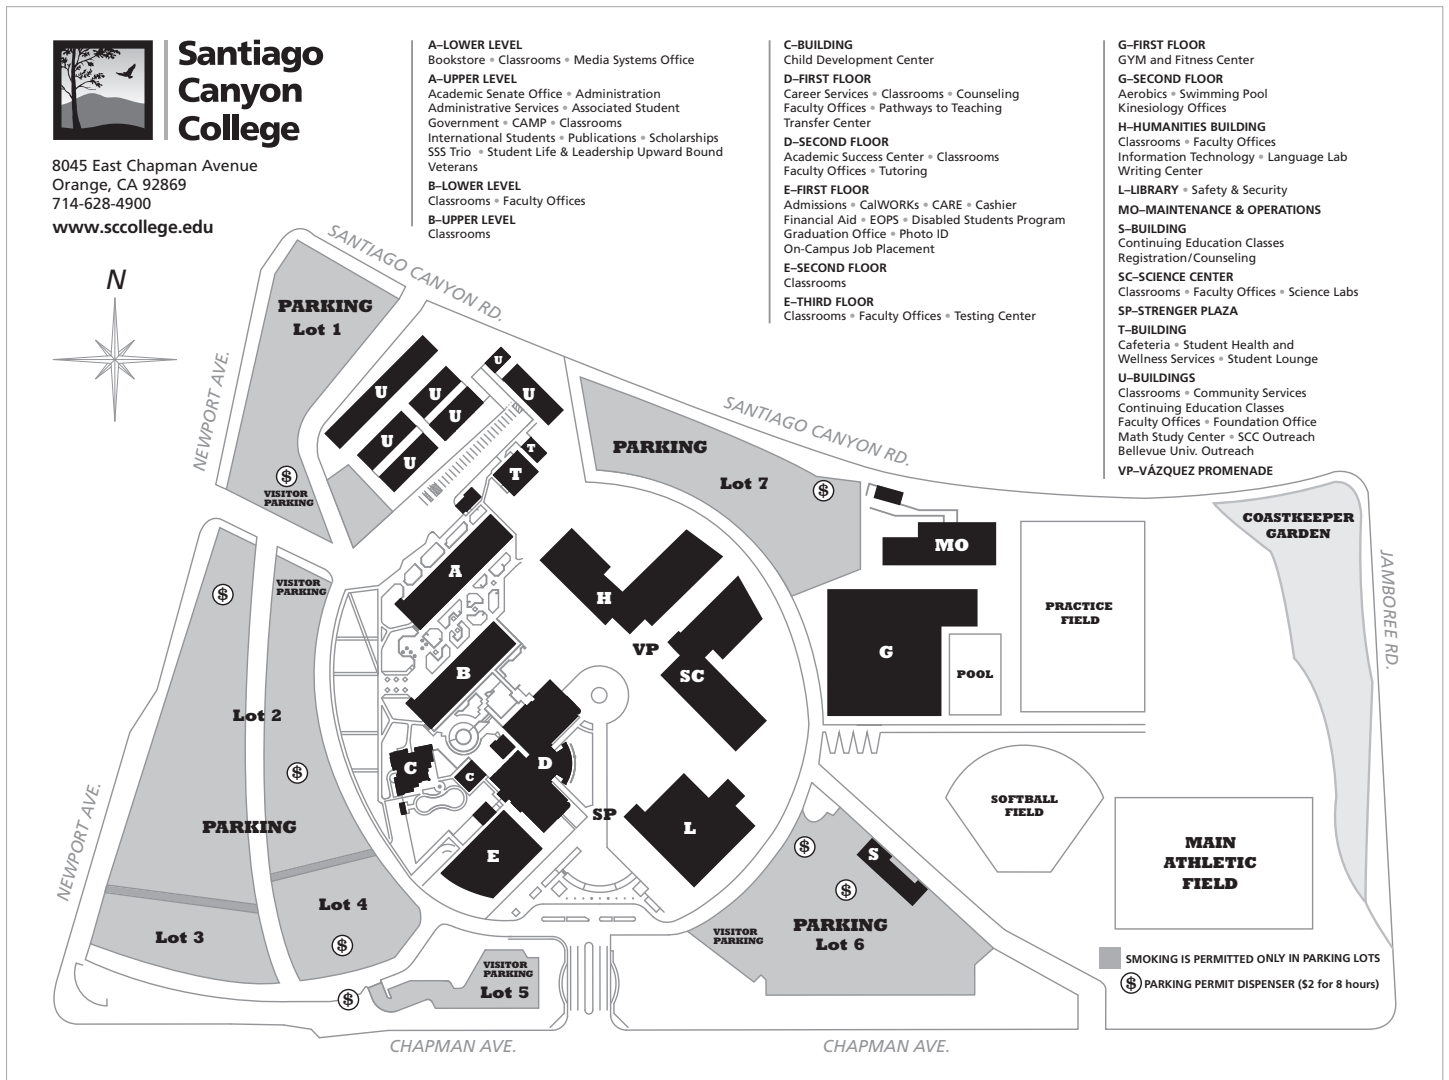 Santiago
Canyon
College
8045 East Chapman Avenue
Orange, CA 92869
714-628-4900
www.sccollege.edu
A–LOWER LEVEL
Bookstore • Classrooms • Media Systems Office
A–UPPER LEVEL
Academic Senate Office • Administration
Administrative Services • Associated Student
Government • CAMP • Classrooms
International Students • Publications • Scholarships
SSS Trio • Student Life & Leadership Upward Bound
Veterans
B–LOWER LEVEL
Classrooms • Faculty Offices
B–UPPER LEVEL
Classrooms
C–BUILDING
Child Development Center
D–FIRST FLOOR
Career Services • Classrooms • Counseling
Faculty Offices • Pathways to Teaching
Transfer Center
D–SECOND FLOOR
Academic Success Center • Classrooms
Faculty Offices • Tutoring
E–FIRST FLOOR
Admissions • CalWORKs • CARE • Cashier
Financial Aid • EOPS • Disabled Students Program
Graduation Office • Photo ID
On-Campus Job Placement
E–SECOND FLOOR
Classrooms
E–THIRD FLOOR
Classrooms • Faculty Offices • Testing Center
G–FIRST FLOOR
GYM and Fitness Center
G–SECOND FLOOR
Aerobics • Swimming Pool
Kinesiology Offices
H–HUMANITIES BUILDING
Classrooms • Faculty Offices
Information Technology • Language Lab
Writing Center
L–LIBRARY • Safety & Security
MO–MAINTENANCE & OPERATIONS
S–BUILDING
Continuing Education Classes
Registration/Counseling
SC–SCIENCE CENTER
Classrooms • Faculty Offices • Science Labs
SP–STRENGER PLAZA
T–BUILDING
Cafeteria • Student Health and
Wellness Services • Student Lounge
U–BUILDINGS
Classrooms • Community Services
Continuing Education Classes
Faculty Offices • Foundation Office
Math Study Center • SCC Outreach
Bellevue Univ. Outreach
VP–VÁZQUEZ PROMENADE
N
SANTIAGO CANYON RD.
NEWPORT AVE.
PARKING
Lot 1
$
VISITOR
PARKING
U
U
U
U
U
U
U
T
T
SANTIAGO CANYON RD.
PARKING
Lot 7
$
MO
G
POOL
PRACTICE
FIELD
COASTKEEPER
GARDEN
JAMBOREE RD.
A
B
H
VP
SC
$
VISITOR
PARKING
Lot 2
$
PARKING
NEWPORT AVE.
C
C
D
E
SP
L
SOFTBALL
FIELD
MAIN
ATHLETIC
FIELD
Lot 3
Lot 4
$
$
S
$
$
PARKING
Lot 6
VISITOR
PARKING
VISITOR
PARKING
Lot 5
SMOKING IS PERMITTED ONLY IN PARKING LOTS
$ PARKING PERMIT DISPENSER ($2 for 8 hours)
CHAPMAN AVE.
CHAPMAN AVE.